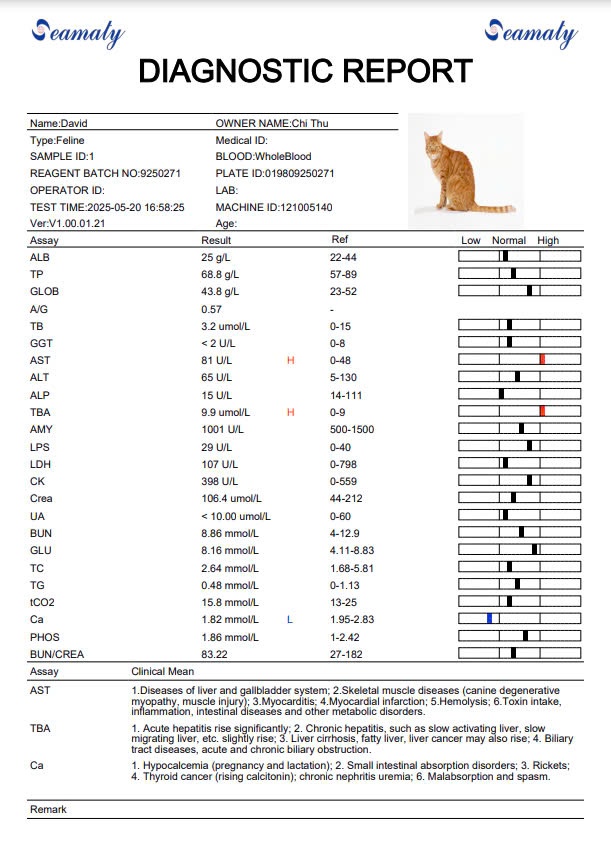 Seamaty Seamaty
DIAGNOSTIC REPORT
Name:David OWNER NAME:Chi Thu
Type:Feline Medical ID:
SAMPLE ID:1 BLOOD:WholeBlood
REAGENT BATCH NO:9250271 PLATE ID:019809250271
OPERATOR ID: LAB:
TEST TIME:2025-05-20 16:58:25 MACHINE ID:121005140
Ver:V1.00.01.21 Age:
Assay Result Ref Low Normal High
ALB 25 g/L 22-44
TP 68.8 g/L 57-89
GLOB 43.8 g/L 23-52
A/G 0.57 -
TB 3.2 umol/L 0-15
GGT < 2 U/L 0-8
AST 81 U/L H 0-48
ALT 65 U/L 5-130
ALP 15 U/L 14-111
TBA 9.9 umol/L H 0-9
AMY 1001 U/L 500-1500
LPS 29 U/L 0-40
LDH 107 U/L 0-798
CK 398 U/L 0-559
Crea 106.4 umol/L 44-212
UA < 10.00 umol/L 0-60
BUN 8.86 mmol/L 4-12.9
GLU 8.16 mmol/L 4.11-8.83
TC 2.64 mmol/L 1.68-5.81
TG 0.48 mmol/L 0-1.13
tCO2 15.8 mmol/L 13-25
Ca 1.82 mmol/L L 1.95-2.83
PHOS 1.86 mmol/L 1-2.42
BUN/CREA 83.22 27-182
Assay Clinical Mean
AST 1.Diseases of liver and gallbladder system; 2.Skeletal muscle diseases (canine degenerative
myopathy, muscle injury); 3.Myocarditis; 4.Myocardial infarction; 5.Hemolysis; 6.Toxin intake,
inflammation, intestinal diseases and other metabolic disorders.
TBA 1. Acute hepatitis rise significantly; 2. Chronic hepatitis, such as slow activating liver, slow
migrating liver, etc. slightly rise; 3. Liver cirrhosis, fatty liver, liver cancer may also rise; 4. Biliary
tract diseases, acute and chronic biliary obstruction.
Ca 1. Hypocalcemia (pregnancy and lactation); 2. Small intestinal absorption disorders; 3. Rickets;
4. Thyroid cancer (rising calcitonin); chronic nephritis uremia; 6. Malabsorption and spasm.
Remark